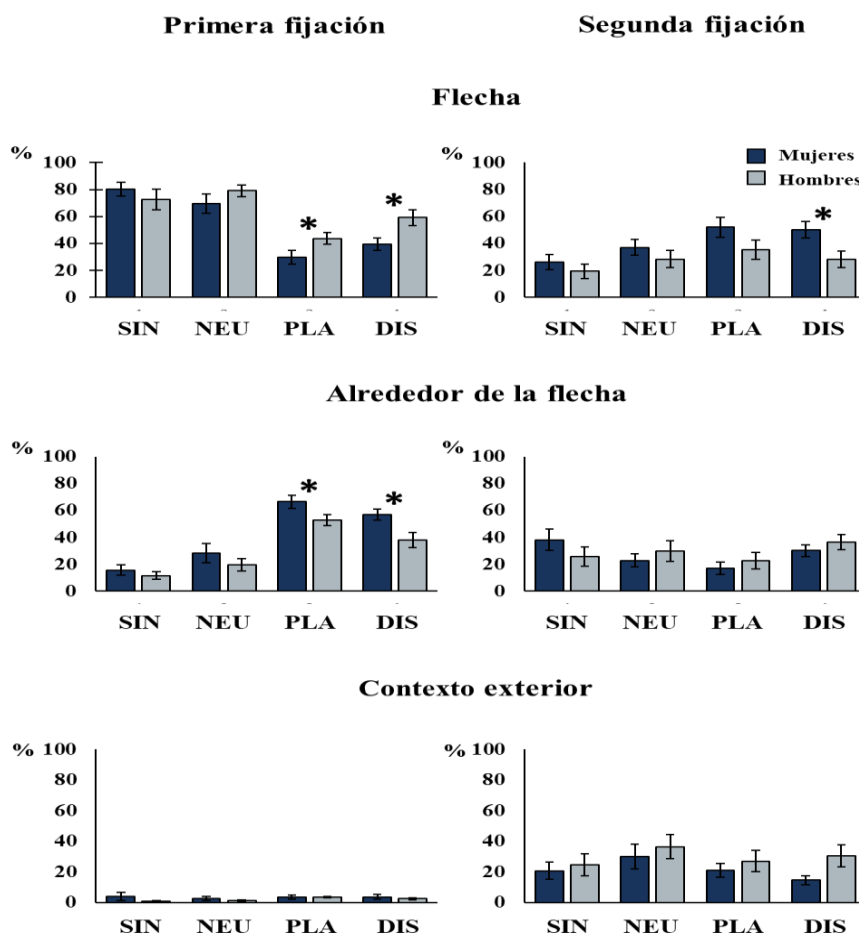 Primera fijación Segunda fijación
Flecha
% 100 80 60 40 20 0
* *
SIN NEU PLA DIS
% 100 80 60 40 20 0
Mujeres
Hombres
*
SIN NEU PLA DIS
Alrededor de la flecha
% 100 80 60 40 20 0
* *
SIN NEU PLA DIS
% 100 80 60 40 20 0
SIN NEU PLA DIS
Contexto exterior
% 100 80 60 40 20 0
SIN NEU PLA DIS
% 100 80 60 40 20 0
SIN NEU PLA DIS